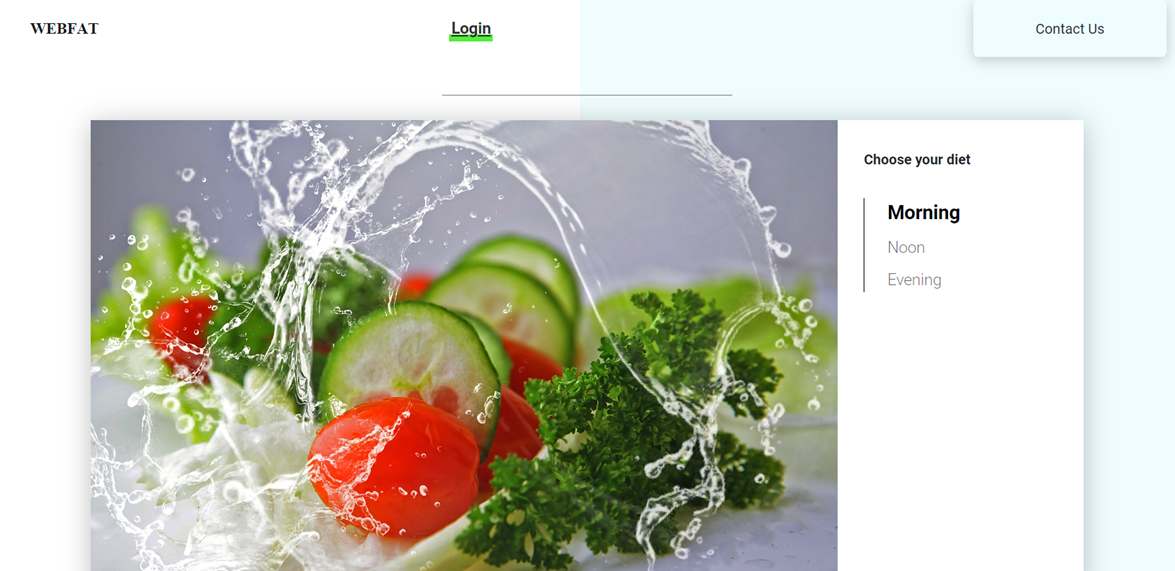 WEBFAT
Login
Contact Us
Choose your diet
Morning
Noon
Evening